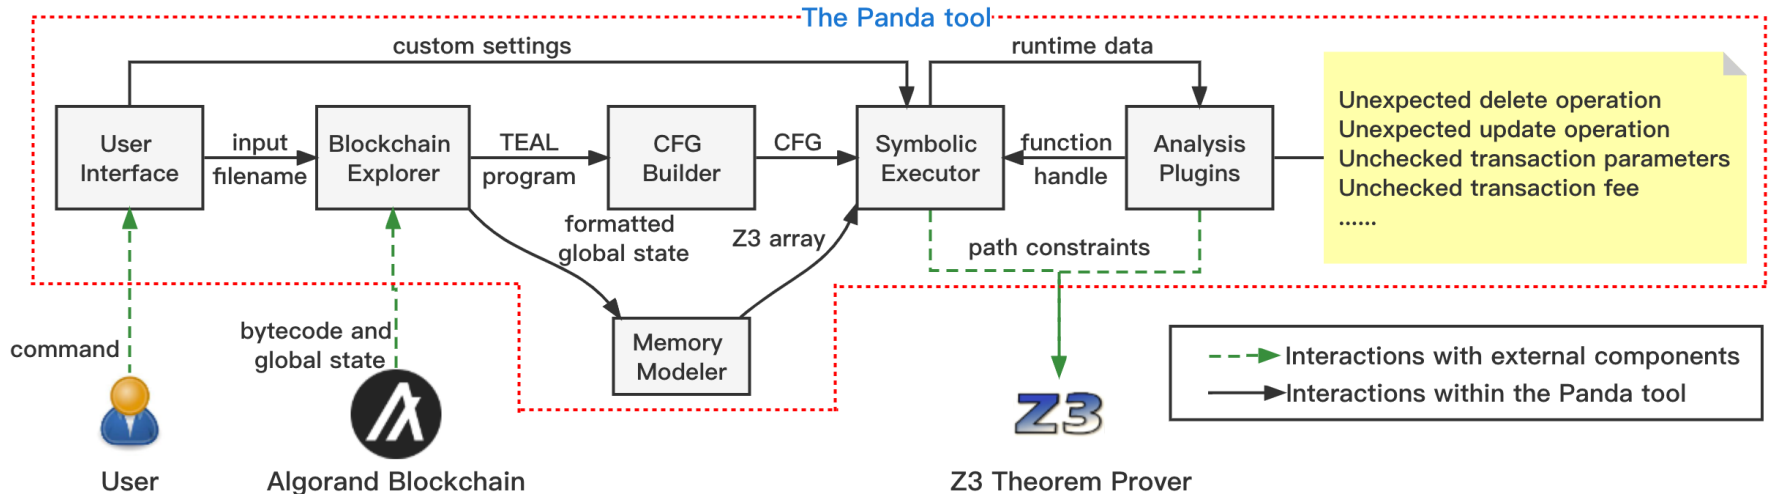 The Panda tool
custom settings
runtime data
User
Interface
input
filename
Blockchain
Explorer
TEAL
program
CFG
Builder
CFG
Symbolic
Executor
function
handle
Analysis
Plugins
Unexpected delete operation
Unexpected update operation
Unchecked transaction parameters
Unchecked transaction fee
......
formatted
global state
Z3 array
path constraints
Memory
Modeler
command
bytecode and
global state
Interactions with external components
Interactions within the Panda tool
Z3
User
Algorand Blockchain
Z3 Theorem Prover